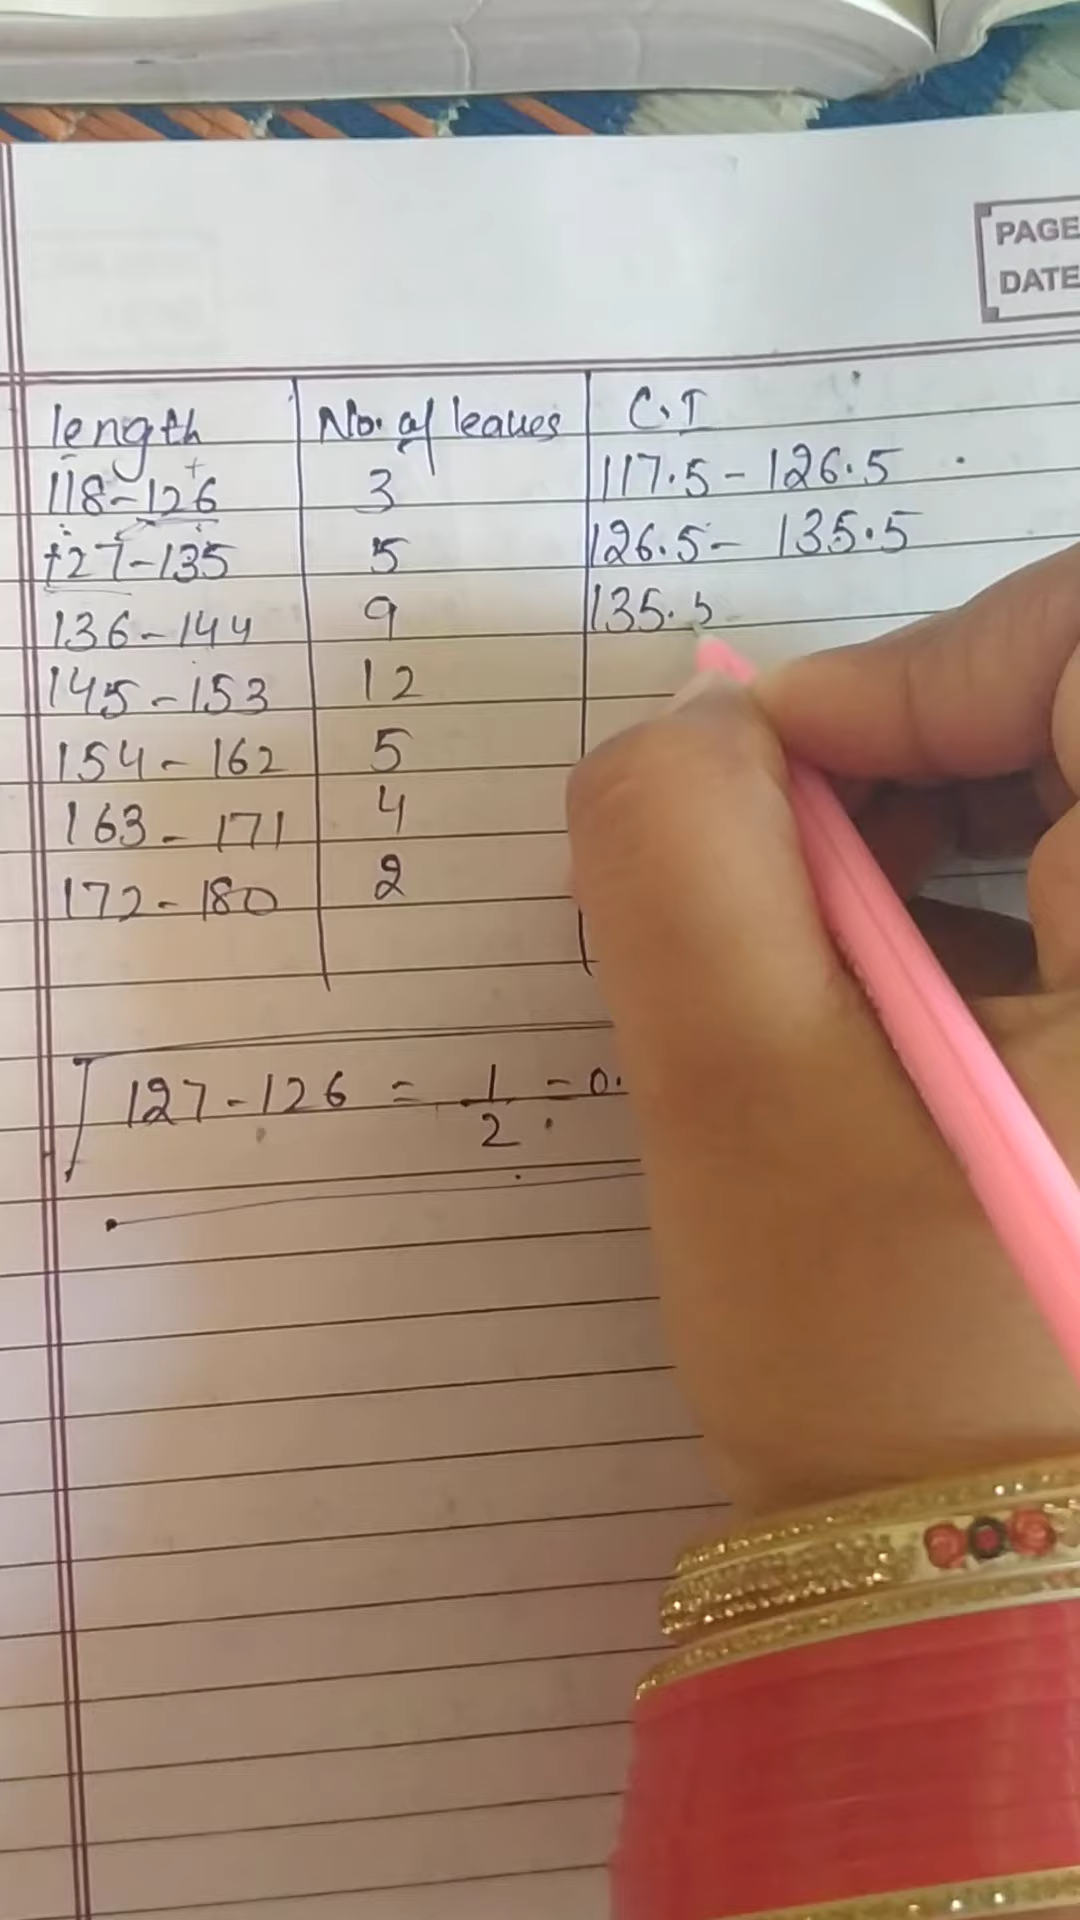 PAGE
DATE
length No. of leaves C.I
118-126 3 117.5 - 126.5
127-135 5 126.5 - 135.5
136-144 9 135.5
145-153 12
154-162 5
163-171 4
172-180 2
127-126 = 1/2 = 0.